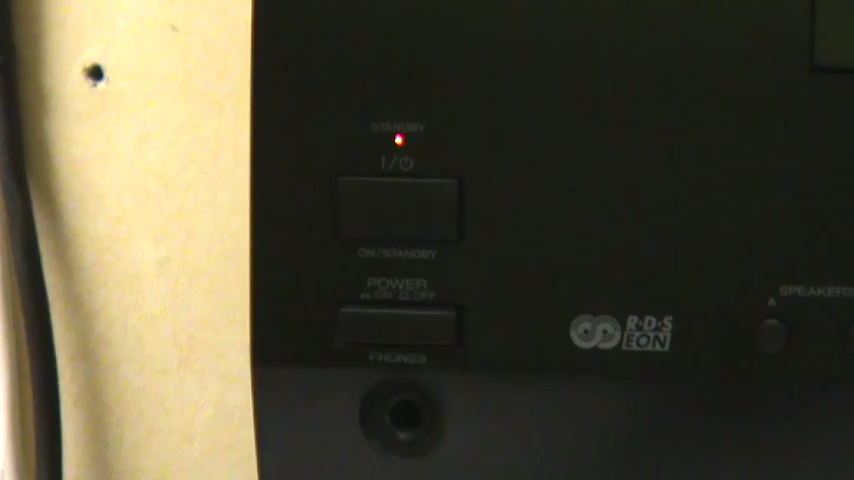 STANDBY
I/⏻
ON/STANDBY
POWER
ON OFF
PHONES
R·D·S
EON
SPEAKERS
A